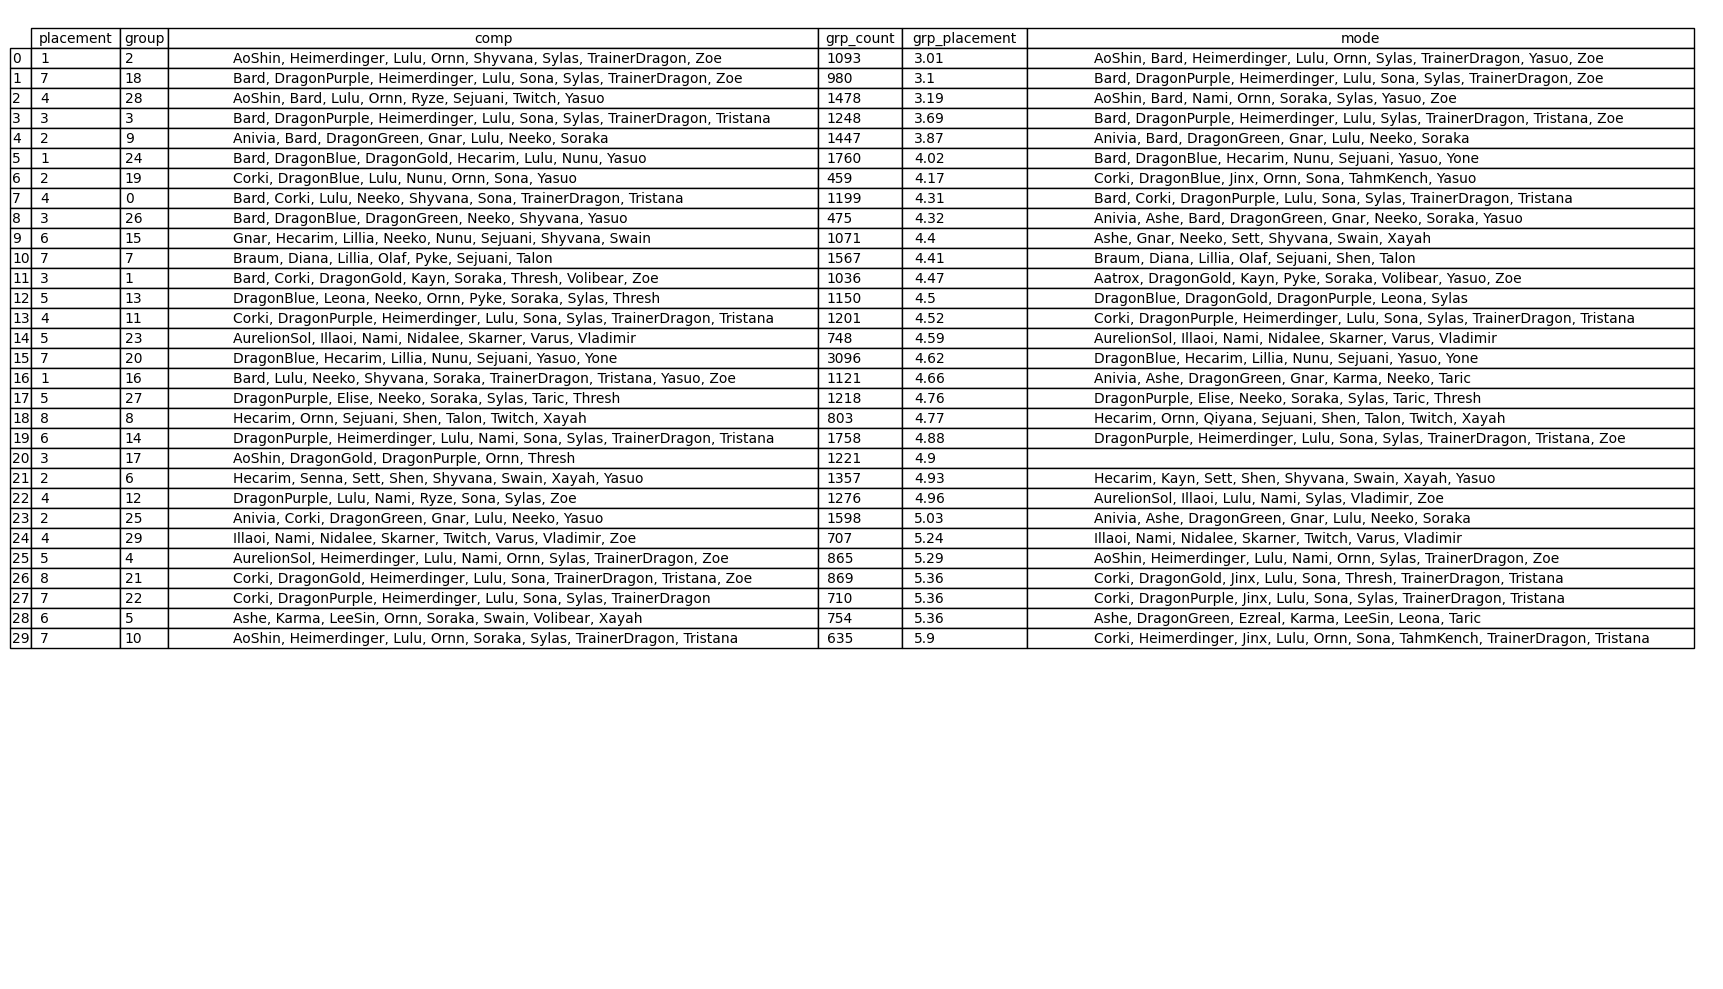 placement group comp grp_count grp_placement mode
0 1 2 AoShin, Heimerdinger, Lulu, Ornn, Shyvana, Sylas, TrainerDragon, Zoe 1093 3.01 AoShin, Bard, Heimerdinger, Lulu, Ornn, Sylas, TrainerDragon, Yasuo, Zoe
1 7 18 Bard, DragonPurple, Heimerdinger, Lulu, Sona, Sylas, TrainerDragon, Zoe 980 3.1 Bard, DragonPurple, Heimerdinger, Lulu, Sona, Sylas, TrainerDragon, Zoe
2 4 28 AoShin, Bard, Lulu, Ornn, Ryze, Sejuani, Twitch, Yasuo 1478 3.19 AoShin, Bard, Nami, Ornn, Soraka, Sylas, Yasuo, Zoe
3 3 3 Bard, DragonPurple, Heimerdinger, Lulu, Sona, Sylas, TrainerDragon, Tristana 1248 3.69 Bard, DragonPurple, Heimerdinger, Lulu, Sylas, TrainerDragon, Tristana, Zoe
4 2 9 Anivia, Bard, DragonGreen, Gnar, Lulu, Neeko, Soraka 1447 3.87 Anivia, Bard, DragonGreen, Gnar, Lulu, Neeko, Soraka
5 1 24 Bard, DragonBlue, DragonGold, Hecarim, Lulu, Nunu, Yasuo 1760 4.02 Bard, DragonBlue, Hecarim, Nunu, Sejuani, Yasuo, Yone
6 2 19 Corki, DragonBlue, Lulu, Nunu, Ornn, Sona, Yasuo 459 4.17 Corki, DragonBlue, Jinx, Ornn, Sona, TahmKench, Yasuo
7 4 0 Bard, Corki, Lulu, Neeko, Shyvana, Sona, TrainerDragon, Tristana 1199 4.31 Bard, Corki, DragonPurple, Lulu, Sona, Sylas, TrainerDragon, Tristana
8 3 26 Bard, DragonBlue, DragonGreen, Neeko, Shyvana, Yasuo 475 4.32 Anivia, Ashe, Bard, DragonGreen, Gnar, Neeko, Soraka, Yasuo
9 6 15 Gnar, Hecarim, Lillia, Neeko, Nunu, Sejuani, Shyvana, Swain 1071 4.4 Ashe, Gnar, Neeko, Sett, Shyvana, Swain, Xayah
10 7 7 Braum, Diana, Lillia, Olaf, Pyke, Sejuani, Talon 1567 4.41 Braum, Diana, Lillia, Olaf, Sejuani, Shen, Talon
11 3 1 Bard, Corki, DragonGold, Kayn, Soraka, Thresh, Volibear, Zoe 1036 4.47 Aatrox, DragonGold, Kayn, Pyke, Soraka, Volibear, Yasuo, Zoe
12 5 13 DragonBlue, Leona, Neeko, Ornn, Pyke, Soraka, Sylas, Thresh 1150 4.5 DragonBlue, DragonGold, DragonPurple, Leona, Sylas
13 4 11 Corki, DragonPurple, Heimerdinger, Lulu, Sona, Sylas, TrainerDragon, Tristana 1201 4.52 Corki, DragonPurple, Heimerdinger, Lulu, Sona, Sylas, TrainerDragon, Tristana
14 5 23 AurelionSol, Illaoi, Nami, Nidalee, Skarner, Varus, Vladimir 748 4.59 AurelionSol, Illaoi, Nami, Nidalee, Skarner, Varus, Vladimir
15 7 20 DragonBlue, Hecarim, Lillia, Nunu, Sejuani, Yasuo, Yone 3096 4.62 DragonBlue, Hecarim, Lillia, Nunu, Sejuani, Yasuo, Yone
16 1 16 Bard, Lulu, Neeko, Shyvana, Soraka, TrainerDragon, Tristana, Yasuo, Zoe 1121 4.66 Anivia, Ashe, DragonGreen, Gnar, Karma, Neeko, Taric
17 5 27 DragonPurple, Elise, Neeko, Soraka, Sylas, Taric, Thresh 1218 4.76 DragonPurple, Elise, Neeko, Soraka, Sylas, Taric, Thresh
18 8 8 Hecarim, Ornn, Sejuani, Shen, Talon, Twitch, Xayah 803 4.77 Hecarim, Ornn, Qiyana, Sejuani, Shen, Talon, Twitch, Xayah
19 6 14 DragonPurple, Heimerdinger, Lulu, Nami, Sona, Sylas, TrainerDragon, Tristana 1758 4.88 DragonPurple, Heimerdinger, Lulu, Sona, Sylas, TrainerDragon, Tristana, Zoe
20 3 17 AoShin, DragonGold, DragonPurple, Ornn, Thresh 1221 4.9
21 2 6 Hecarim, Senna, Sett, Shen, Shyvana, Swain, Xayah, Yasuo 1357 4.93 Hecarim, Kayn, Sett, Shen, Shyvana, Swain, Xayah, Yasuo
22 4 12 DragonPurple, Lulu, Nami, Ryze, Sona, Sylas, Zoe 1276 4.96 AurelionSol, Illaoi, Lulu, Nami, Sylas, Vladimir, Zoe
23 2 25 Anivia, Corki, DragonGreen, Gnar, Lulu, Neeko, Yasuo 1598 5.03 Anivia, Ashe, DragonGreen, Gnar, Lulu, Neeko, Soraka
24 4 29 Illaoi, Nami, Nidalee, Skarner, Twitch, Varus, Vladimir, Zoe 707 5.24 Illaoi, Nami, Nidalee, Skarner, Twitch, Varus, Vladimir
25 5 4 AurelionSol, Heimerdinger, Lulu, Nami, Ornn, Sylas, TrainerDragon, Zoe 865 5.29 AoShin, Heimerdinger, Lulu, Nami, Ornn, Sylas, TrainerDragon, Zoe
26 8 21 Corki, DragonGold, Heimerdinger, Lulu, Sona, TrainerDragon, Tristana, Zoe 869 5.36 Corki, DragonGold, Jinx, Lulu, Sona, Thresh, TrainerDragon, Tristana
27 7 22 Corki, DragonPurple, Heimerdinger, Lulu, Sona, Sylas, TrainerDragon 710 5.36 Corki, DragonPurple, Jinx, Lulu, Sona, Sylas, TrainerDragon, Tristana
28 6 5 Ashe, Karma, LeeSin, Ornn, Soraka, Swain, Volibear, Xayah 754 5.36 Ashe, DragonGreen, Ezreal, Karma, LeeSin, Leona, Taric
29 7 10 AoShin, Heimerdinger, Lulu, Ornn, Soraka, Sylas, TrainerDragon, Tristana 635 5.9 Corki, Heimerdinger, Jinx, Lulu, Ornn, Sona, TahmKench, TrainerDragon, Tristana